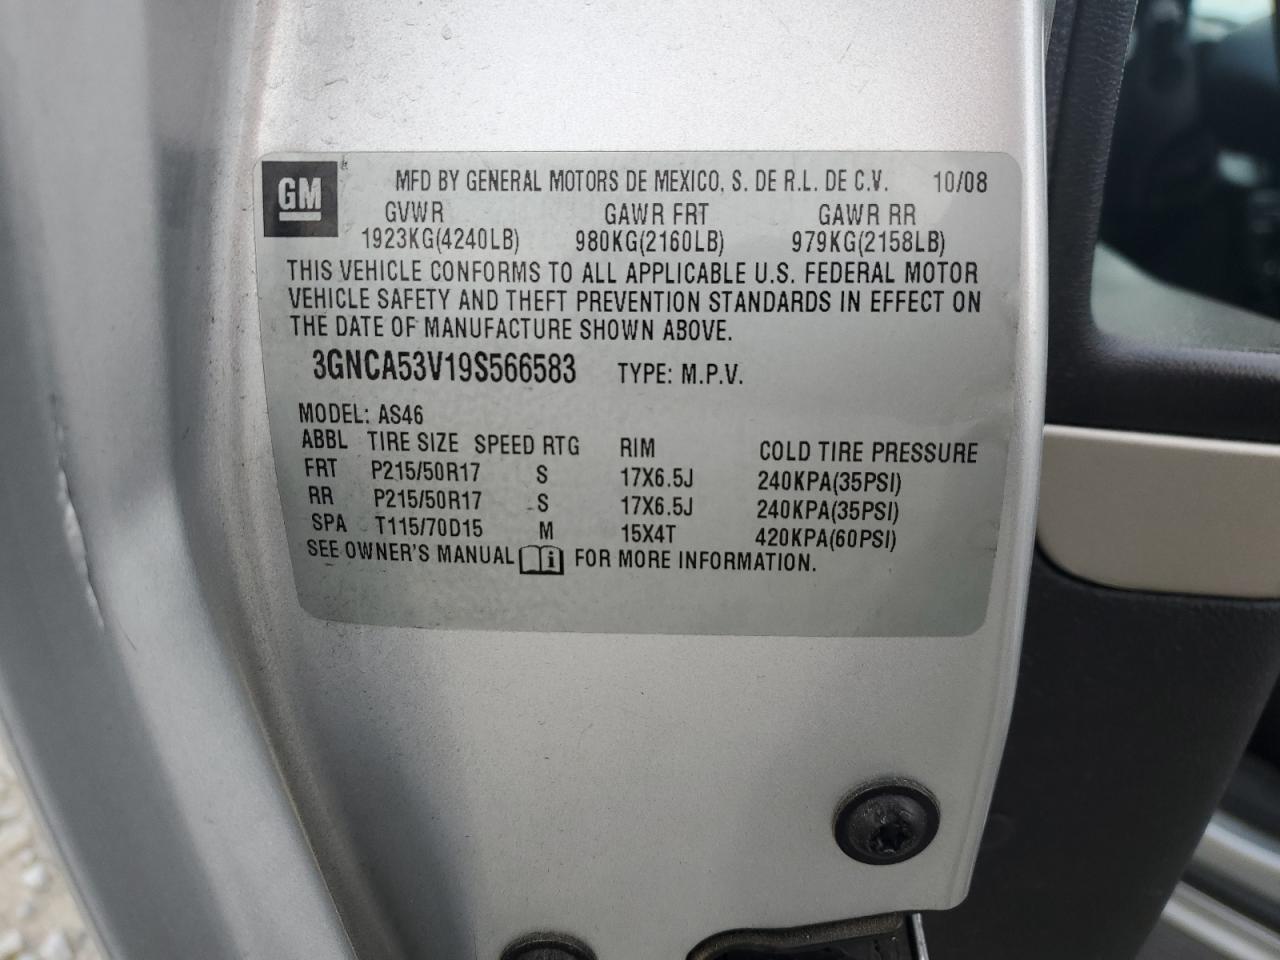 GM
MFD BY GENERAL MOTORS DE MEXICO, S. DE R.L. DE C.V. 10/08
GVWR GAWR FRT GAWR RR
1923KG(4240LB) 980KG(2160LB) 979KG(2158LB)
THIS VEHICLE CONFORMS TO ALL APPLICABLE U.S. FEDERAL MOTOR
VEHICLE SAFETY AND THEFT PREVENTION STANDARDS IN EFFECT ON
THE DATE OF MANUFACTURE SHOWN ABOVE.
3GNCA53V19S566583 TYPE: M.P.V.
MODEL: AS46
ABBL TIRE SIZE SPEED RTG RIM COLD TIRE PRESSURE
FRT P215/50R17 S 17X6.5J 240KPA(35PSI)
RR P215/50R17 S 17X6.5J 240KPA(35PSI)
SPA T115/70D15 M 15X4T 420KPA(60PSI)
SEE OWNER'S MANUAL i FOR MORE INFORMATION.